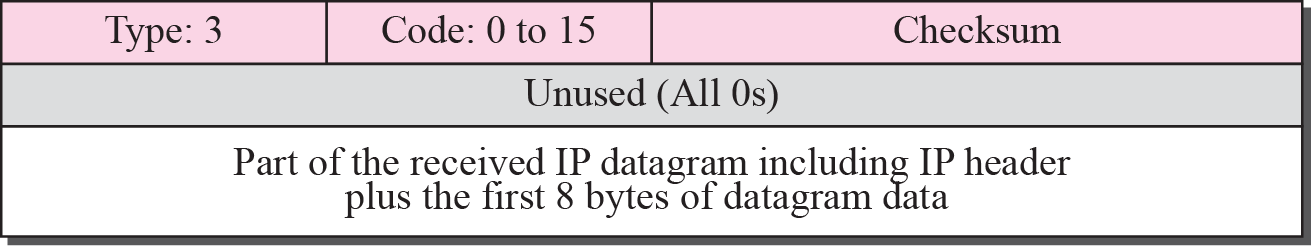 Type: 3
Code: 0 to 15
Checksum
Unused (All 0s)
Part of the received IP datagram including IP header
plus the first 8 bytes of datagram data